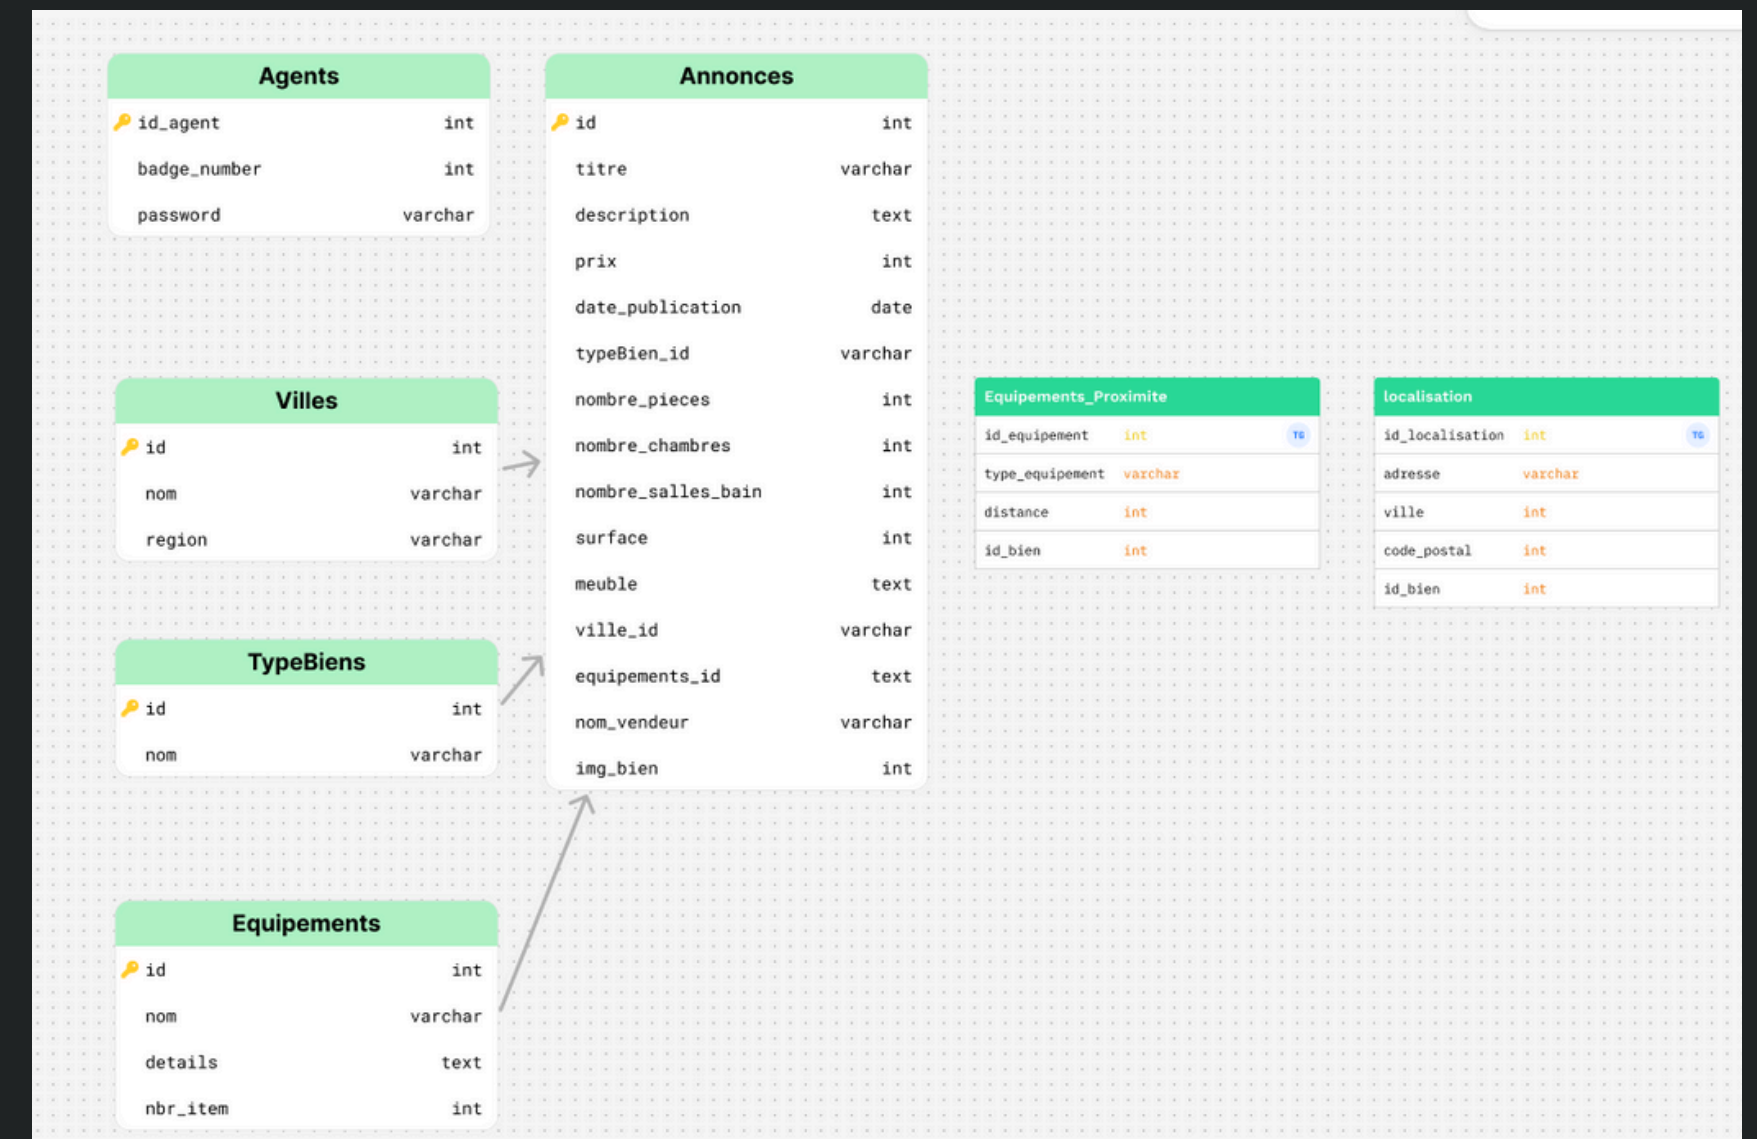 Agents
id_agent int
badge_number int
password varchar
Annonces
id int
titre varchar
description text
prix int
date_publication date
typeBien_id varchar
nombre_pieces int
nombre_chambres int
nombre_salles_bain int
surface int
meuble text
ville_id varchar
equipements_id text
nom_vendeur varchar
img_bien int
Villes
id int
nom varchar
region varchar
TypeBiens
id int
nom varchar
Equipements
id int
nom varchar
details text
nbr_item int
Equipements_Proximite
id_equipement int TG
type_equipement varchar
distance int
id_bien int
localisation
id_localisation int TG
adresse varchar
ville int
code_postal int
id_bien int